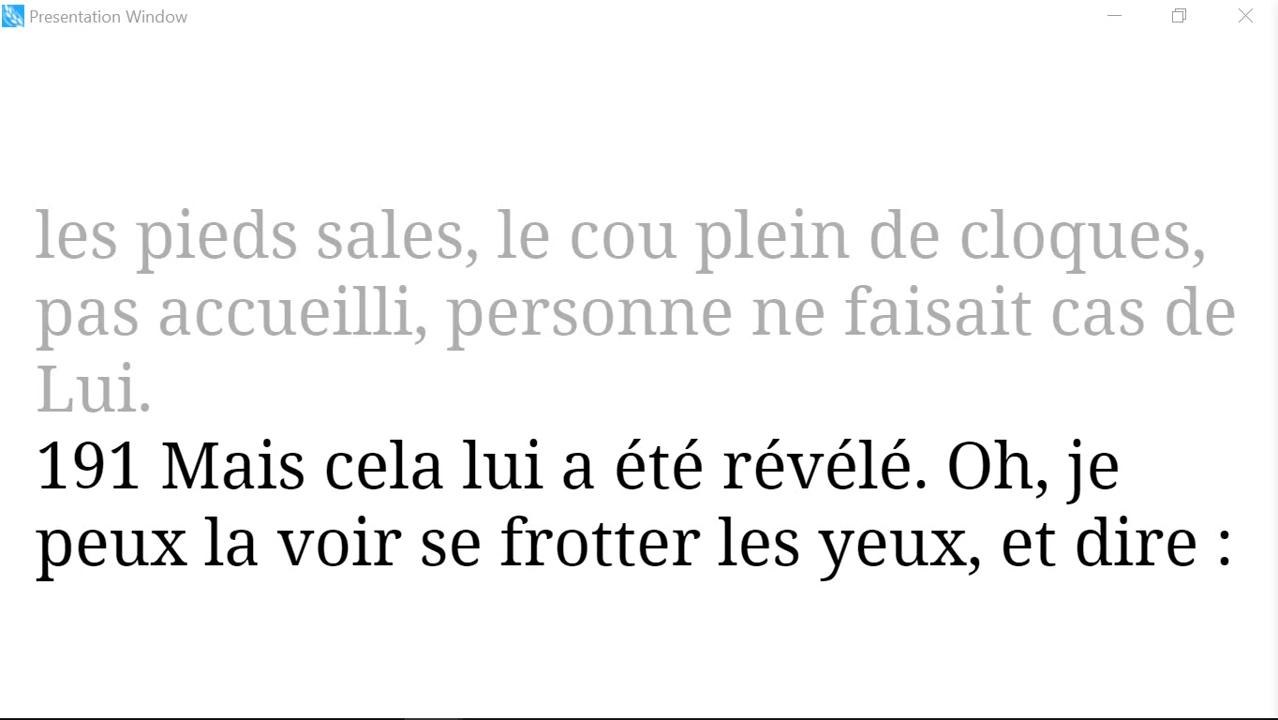 Presentation Window
les pieds sales, le cou plein de cloques,
pas accueilli, personne ne faisait cas de
Lui.
191 Mais cela lui a été révélé. Oh, je
peux la voir se frotter les yeux, et dire :